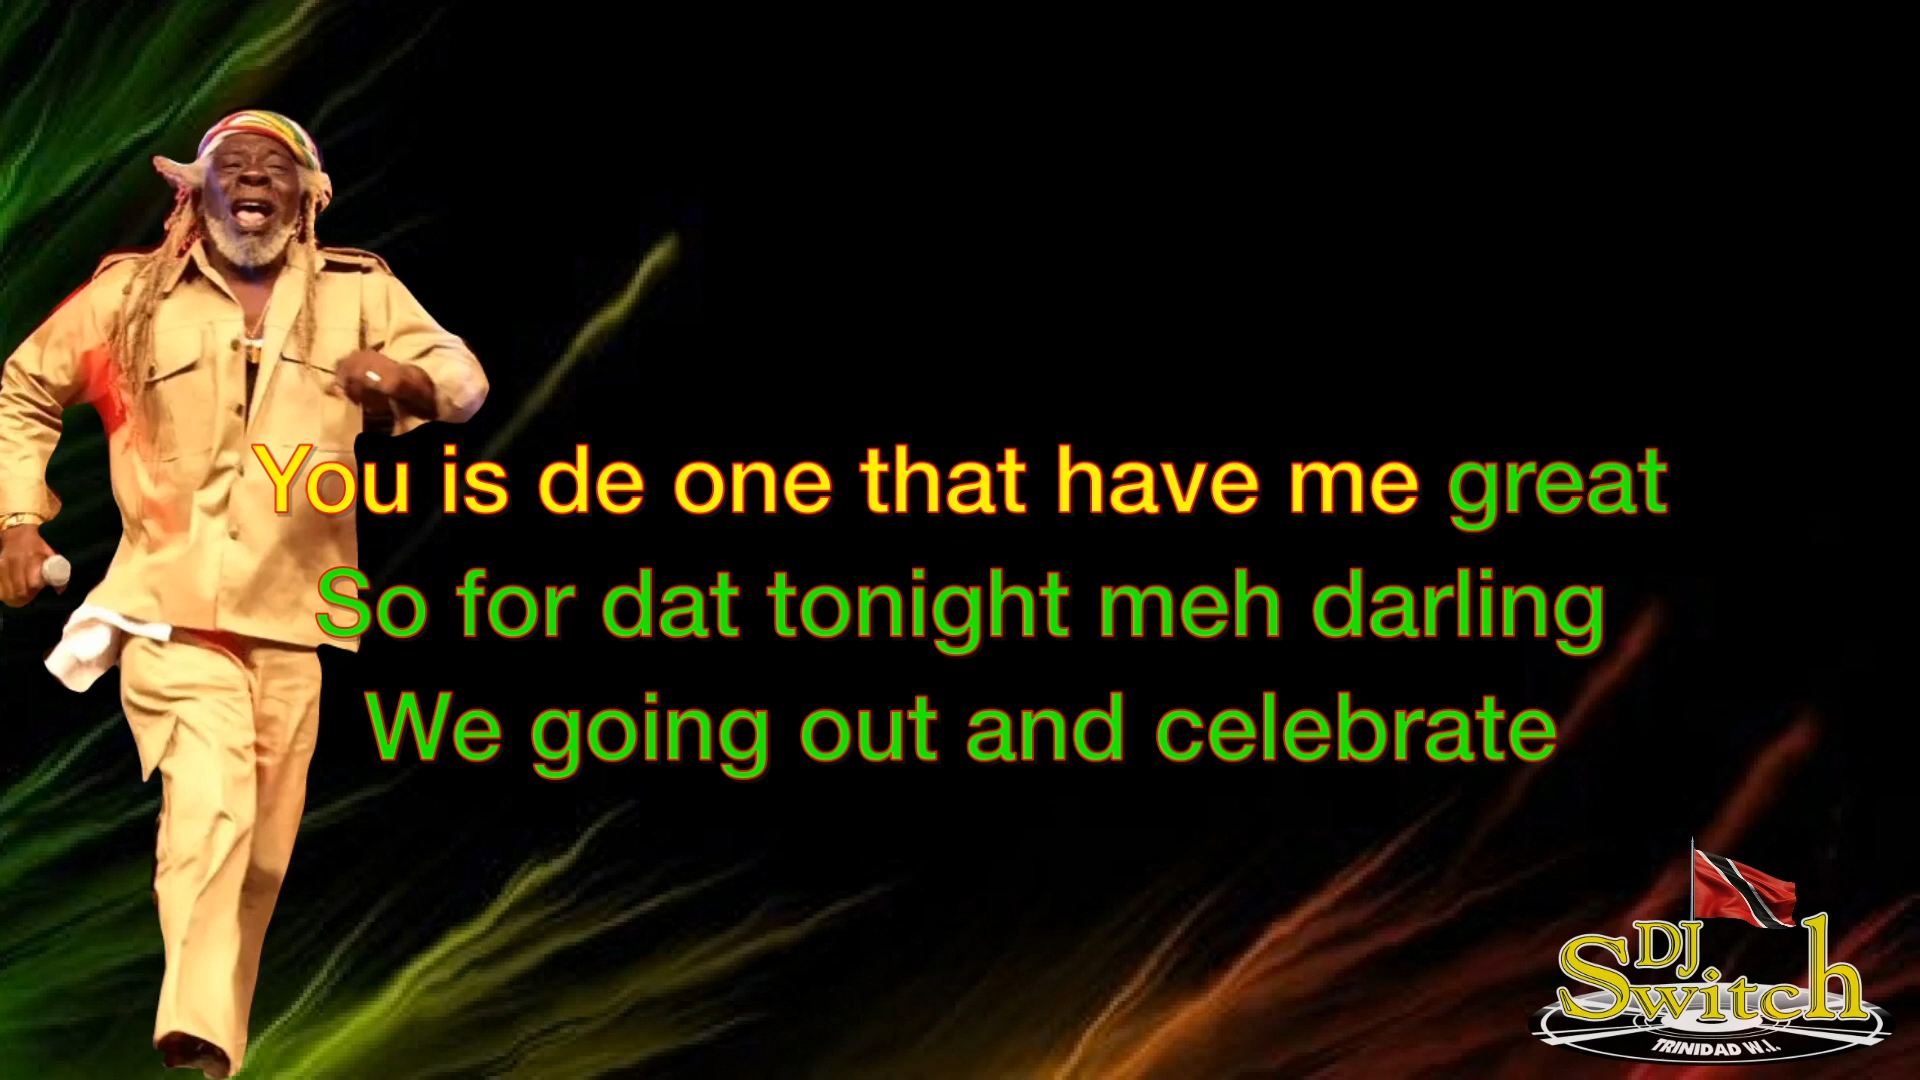 You is de one that have me great
So for dat tonight meh darling
We going out and celebrate
DJ
Switch
TRINIDAD W.I.